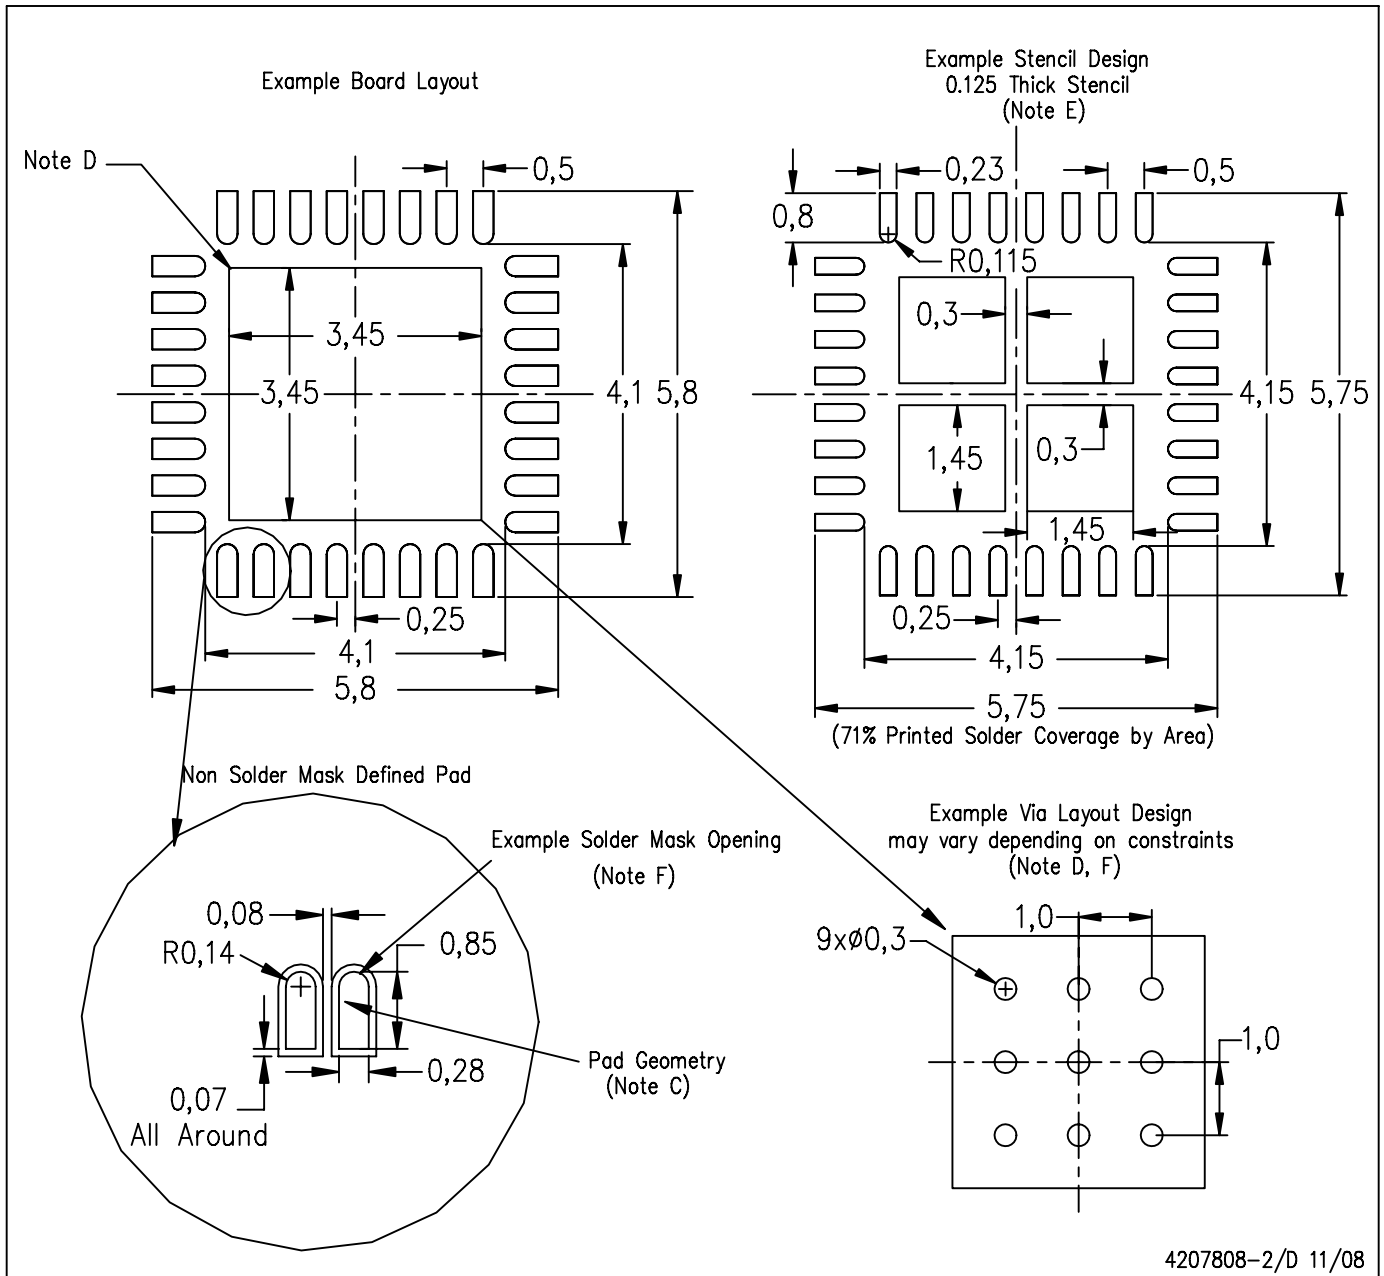 Example Board Layout
Example Stencil Design
0.125 Thick Stencil
(Note E)
Note D
0,5
0,23
0,5
0,8
R0,115
0,3
3,45
3,45
4,1
5,8
4,15
5,75
1,45
0,3
1,45
0,25
0,25
4,1
4,15
5,8
5,75
(71% Printed Solder Coverage by Area)
Non Solder Mask Defined Pad
Example Solder Mask Opening
(Note F)
0,08
R0,14
0,85
Pad Geometry
(Note C)
0,28
0,07
All Around
Example Via Layout Design
may vary depending on constraints
(Note D, F)
1,0
9xø0,3
1,0
4207808-2/D 11/08